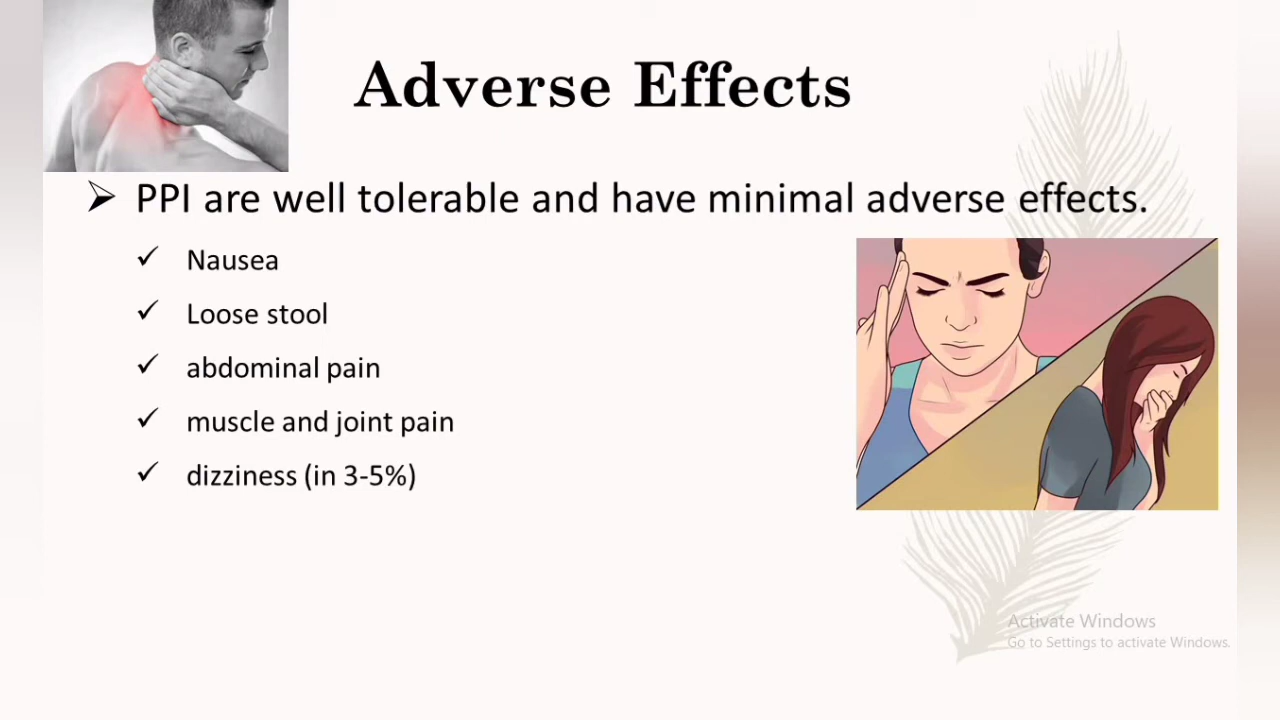 Adverse Effects
➢ PPI are well tolerable and have minimal adverse effects.
✓ Nausea
✓ Loose stool
✓ abdominal pain
✓ muscle and joint pain
✓ dizziness (in 3-5%)
Activate Windows
Go to Settings to activate Windows.